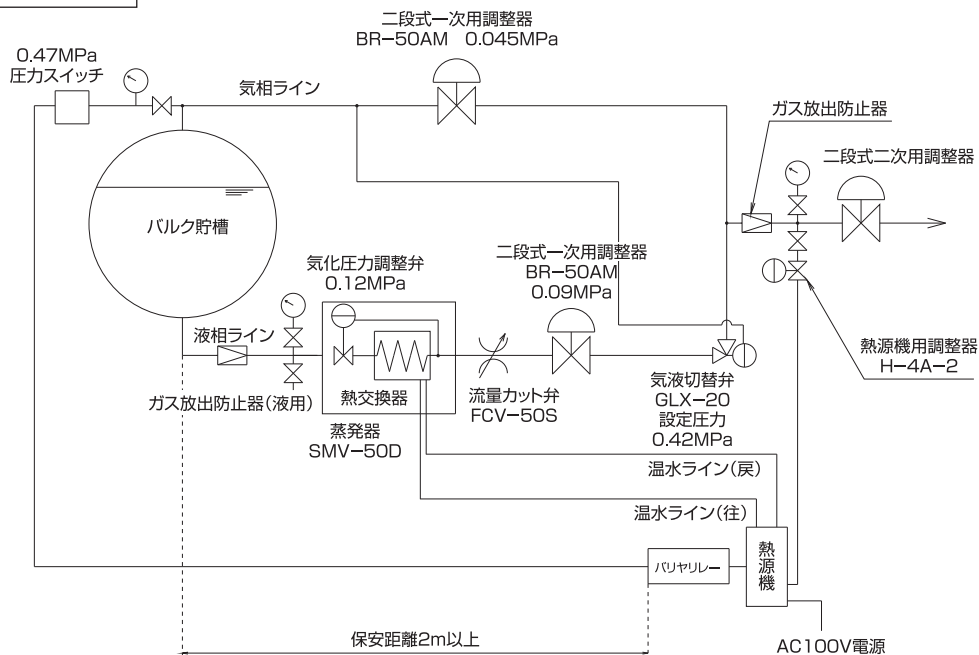 二段式一次用調整器
BR−50AM 0.045MPa
0.47MPa
圧力スイッチ
気相ライン
ガス放出防止器
二段式二次用調整器
バルク貯槽
気化圧力調整弁
0.12MPa
二段式一次用調整器
BR−50AM
0.09MPa
液相ライン
熱源機用調整器
H−4A−2
ガス放出防止器(液用)
熱交換器
流量カット弁
FCV−50S
気液切替弁
GLX−20
設定圧力
0.42MPa
蒸発器
SMV−50D
温水ライン(戻)
温水ライン(往)
バリヤリレー
熱源機
保安距離2m以上
AC100V電源